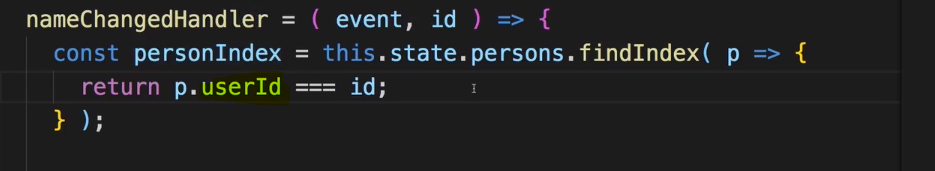 nameChangedHandler = ( event, id ) => {
const personIndex = this.state.persons.findIndex( p => {
return p.userId === id;
} );